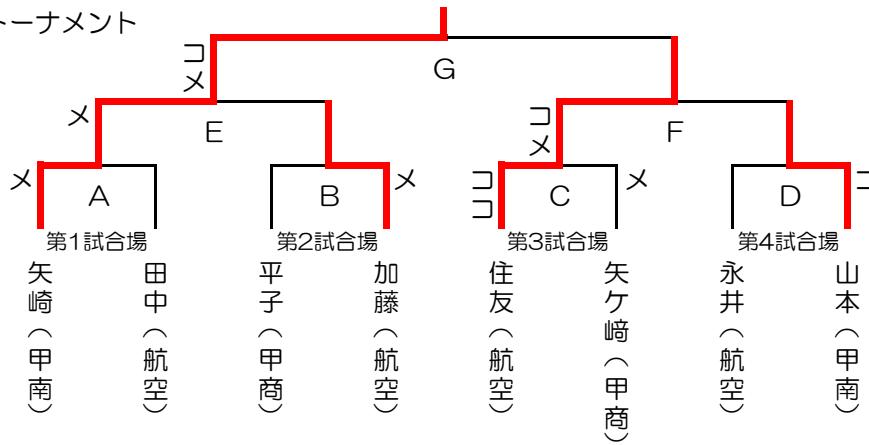 トーナメント
コメ
G
メ
E
コメ
F
メ
A
B
メ
ココ
C
メ
D
コ
第1試合場
第2試合場
第3試合場
第4試合場
矢崎(甲南)
田中(航空)
平子(甲商)
加藤(航空)
住友(航空)
矢ケ﨑(甲商)
永井(航空)
山本(甲南)